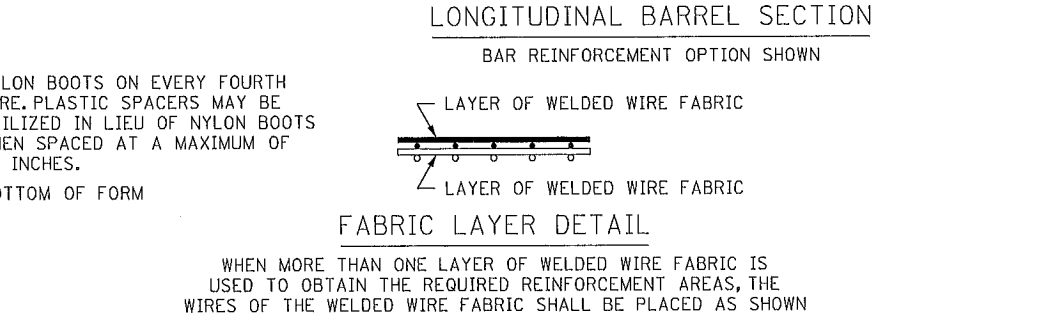 LONGITUDINAL BARREL SECTION
BAR REINFORCEMENT OPTION SHOWN
LON BOOTS ON EVERY FOURTH
RE. PLASTIC SPACERS MAY BE
ILIZED IN LIEU OF NYLON BOOTS
EN SPACED AT A MAXIMUM OF
INCHES.
OTTOM OF FORM
LAYER OF WELDED WIRE FABRIC
LAYER OF WELDED WIRE FABRIC
FABRIC LAYER DETAIL
WHEN MORE THAN ONE LAYER OF WELDED WIRE FABRIC IS
USED TO OBTAIN THE REQUIRED REINFORCEMENT AREAS, THE
WIRES OF THE WELDED WIRE FABRIC SHALL BE PLACED AS SHOWN